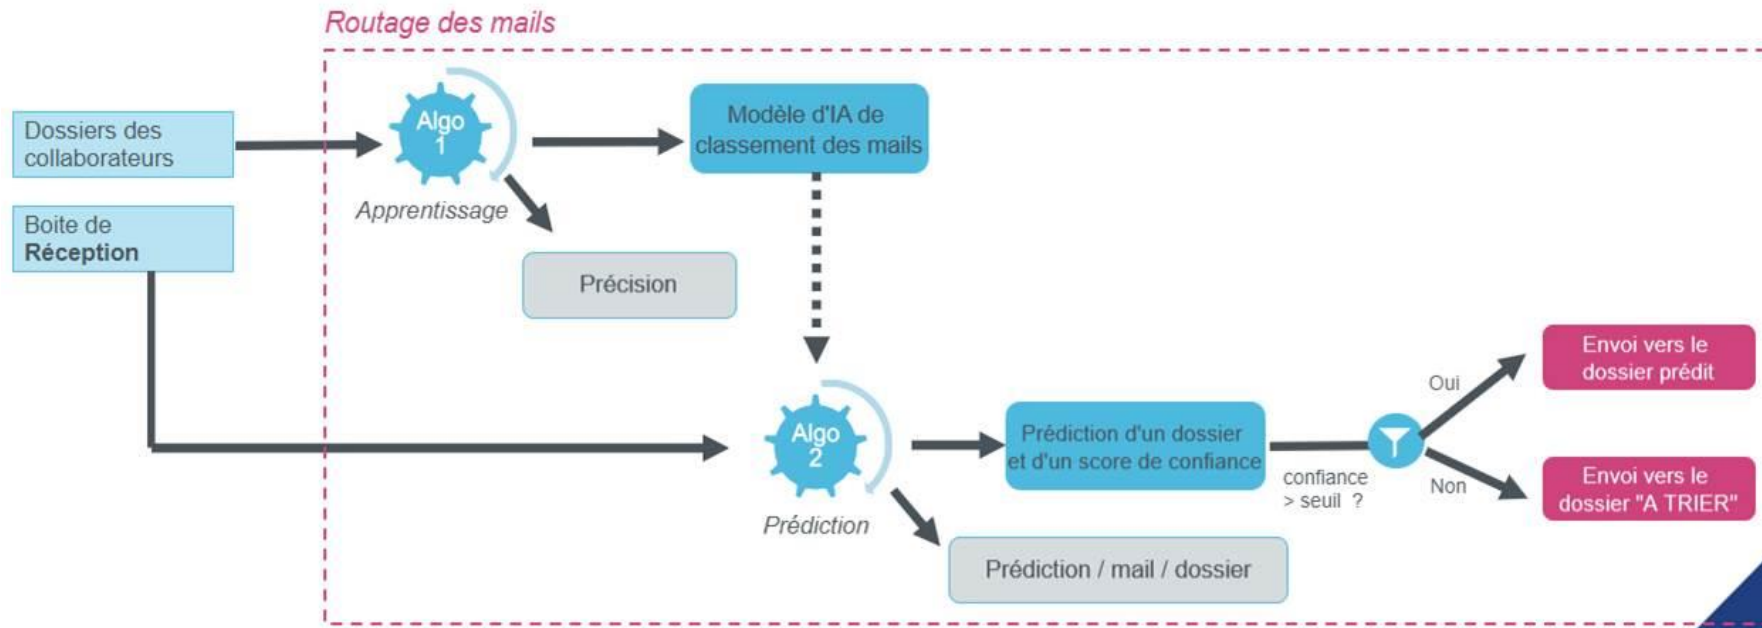 Routage des mails
Dossiers des
collaborateurs
Algo
1
Apprentissage
Modèle d'IA de
classement des mails
Boite de
Réception
Précision
Algo
2
Prédiction
Prédiction d'un dossier
et d'un score de confiance
confiance
> seuil ?
Oui
Non
Envoi vers le
dossier prédit
Envoi vers le
dossier "A TRIER"
Prédiction / mail / dossier